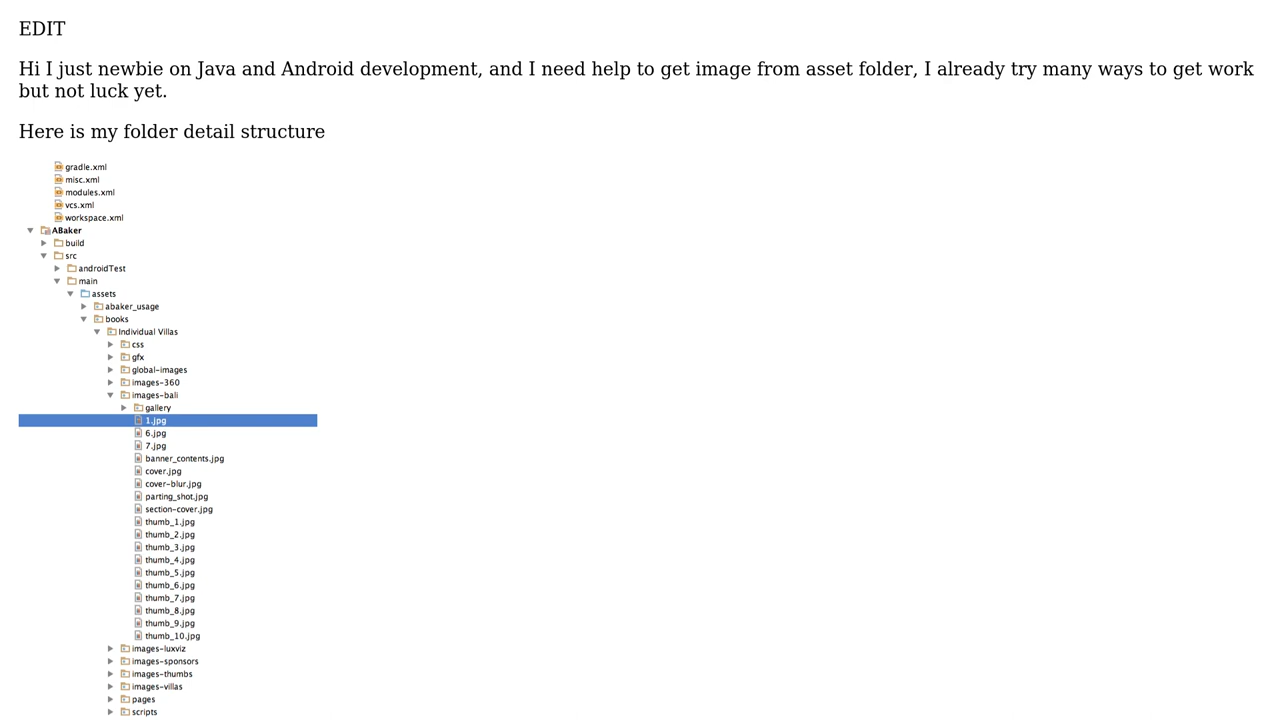 EDIT
Hi I just newbie on Java and Android development, and I need help to get image from asset folder, I already try many ways to get work
but not luck yet.
Here is my folder detail structure
gradle.xml
misc.xml
modules.xml
vcs.xml
workspace.xml
ABaker
build
src
androidTest
main
assets
abaker_usage
books
Individual Villas
css
gfx
global-images
images-360
images-bali
gallery
1.jpg
6.jpg
7.jpg
banner_contents.jpg
cover.jpg
cover-blur.jpg
parting_shot.jpg
section-cover.jpg
thumb_1.jpg
thumb_2.jpg
thumb_3.jpg
thumb_4.jpg
thumb_5.jpg
thumb_6.jpg
thumb_7.jpg
thumb_8.jpg
thumb_9.jpg
thumb_10.jpg
images-luxviz
images-sponsors
images-thumbs
images-villas
pages
scripts